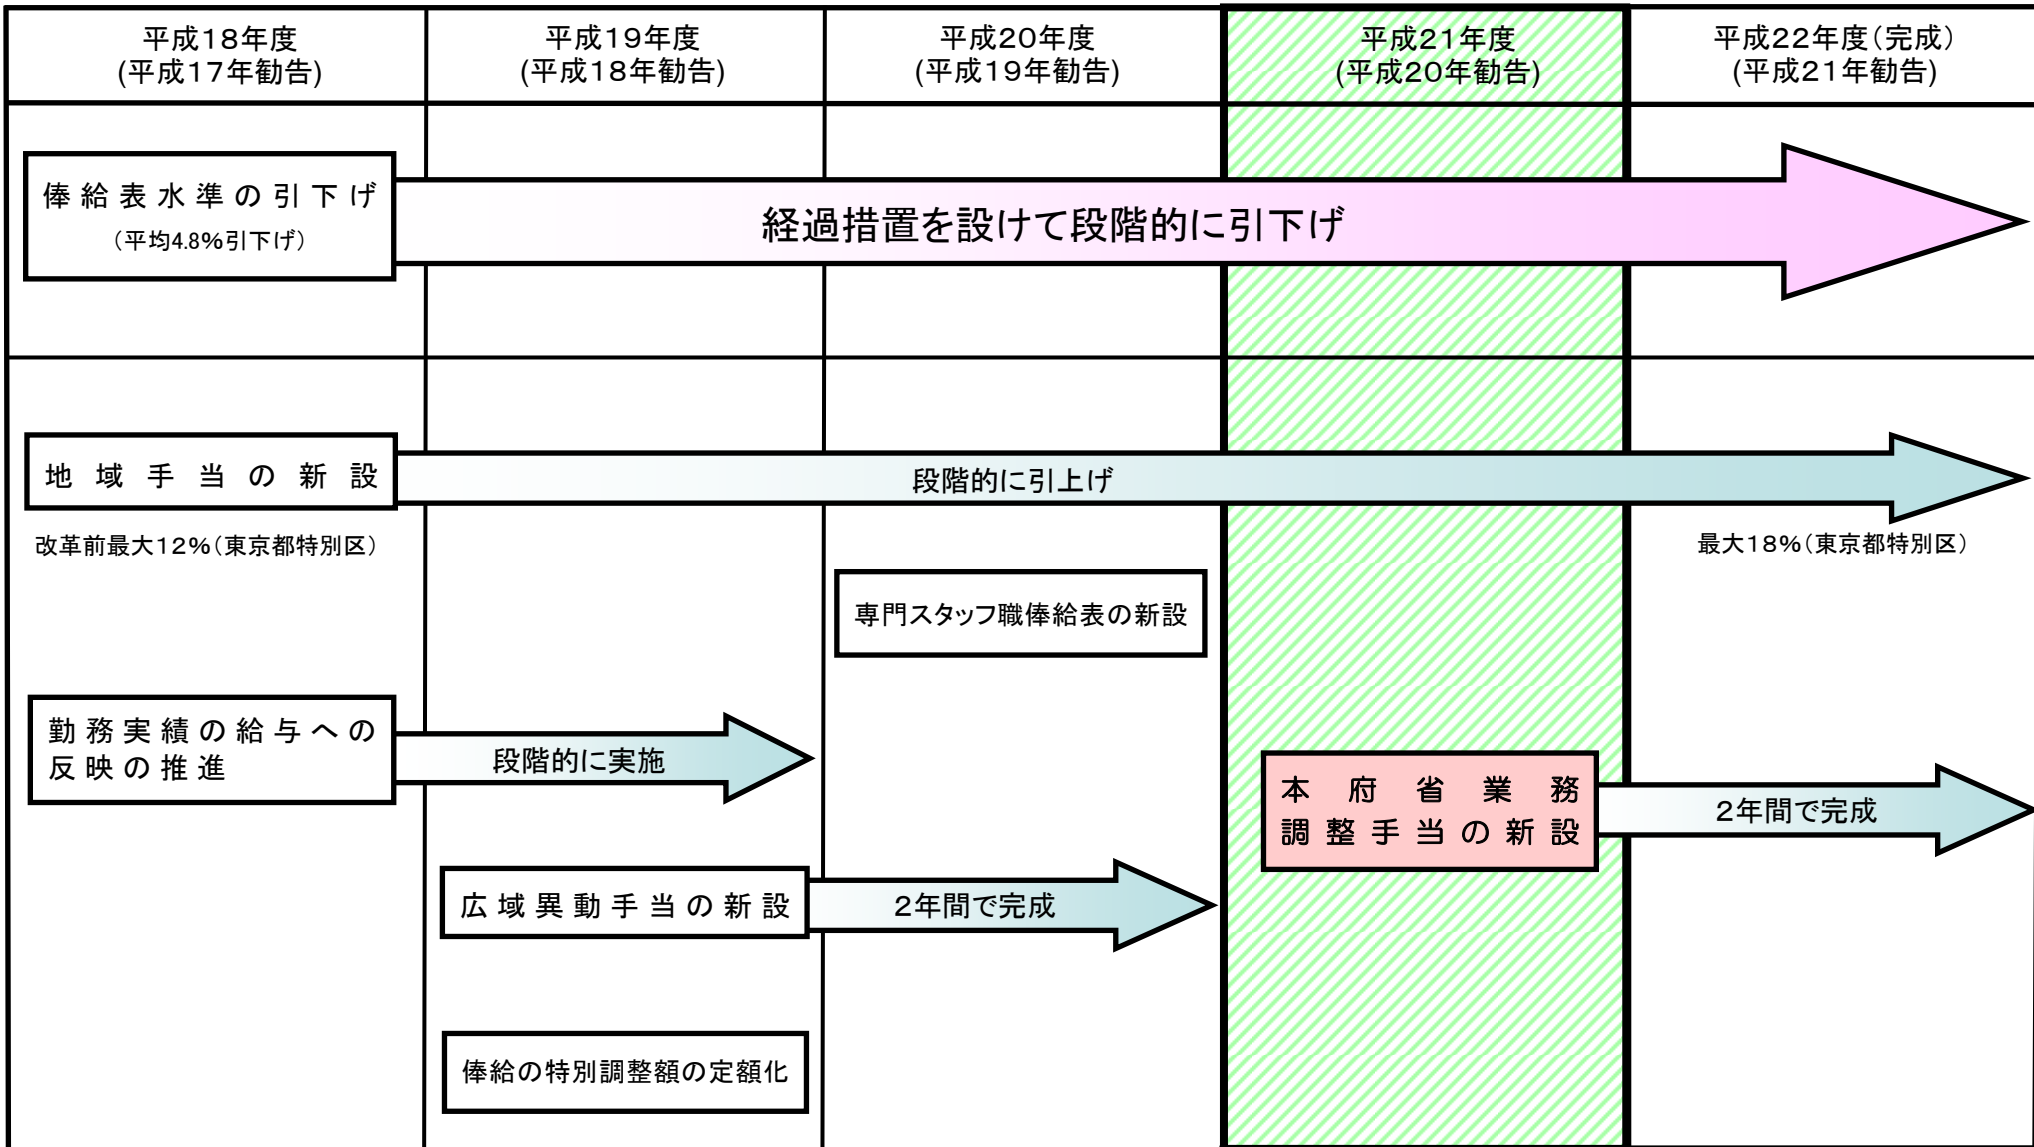 平成18年度
(平成17年勧告)
平成19年度
(平成18年勧告)
平成20年度
(平成19年勧告)
平成21年度
(平成20年勧告)
平成22年度(完成)
(平成21年勧告)
俸給表水準の引下げ
(平均4.8%引下げ)
経過措置を設けて段階的に引下げ
地域手当の新設
段階的に引上げ
改革前最大12%(東京都特別区)
最大18%(東京都特別区)
専門スタッフ職俸給表の新設
勤務実績の給与への
反映の推進
段階的に実施
本府省業務
調整手当の新設
2年間で完成
広域異動手当の新設
2年間で完成
俸給の特別調整額の定額化